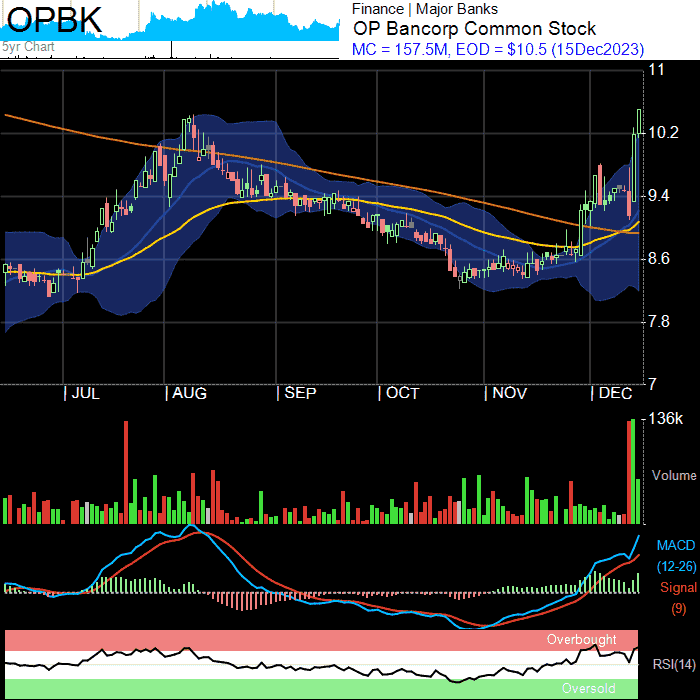 OPBK
5yr Chart
Finance | Major Banks
OP Bancorp Common Stock
MC = 157.5M, EOD = $10.5 (15Dec2023)
11
10.2
9.4
8.6
7.8
7
| JUL | AUG | SEP | OCT | NOV | DEC
136k
Volume
MACD
(12-26)
Signal
(9)
Overbought
RSI(14)
Oversold